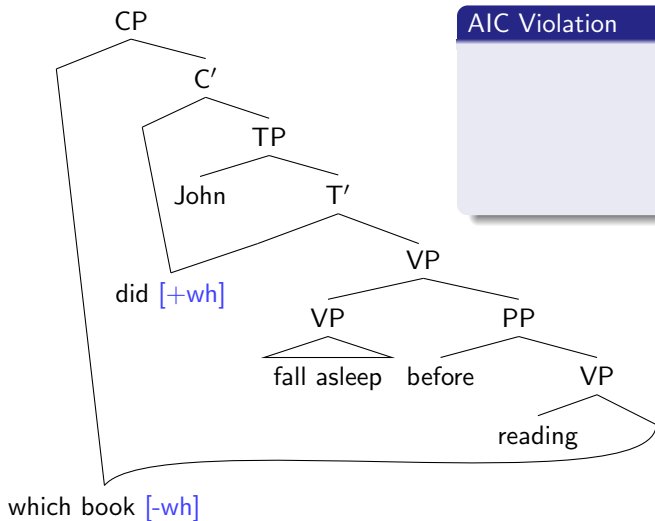 CP
AIC Violation
C′
TP
John
T′
did [+wh]
VP
VP
PP
fall asleep
before
VP
reading
which book [-wh]